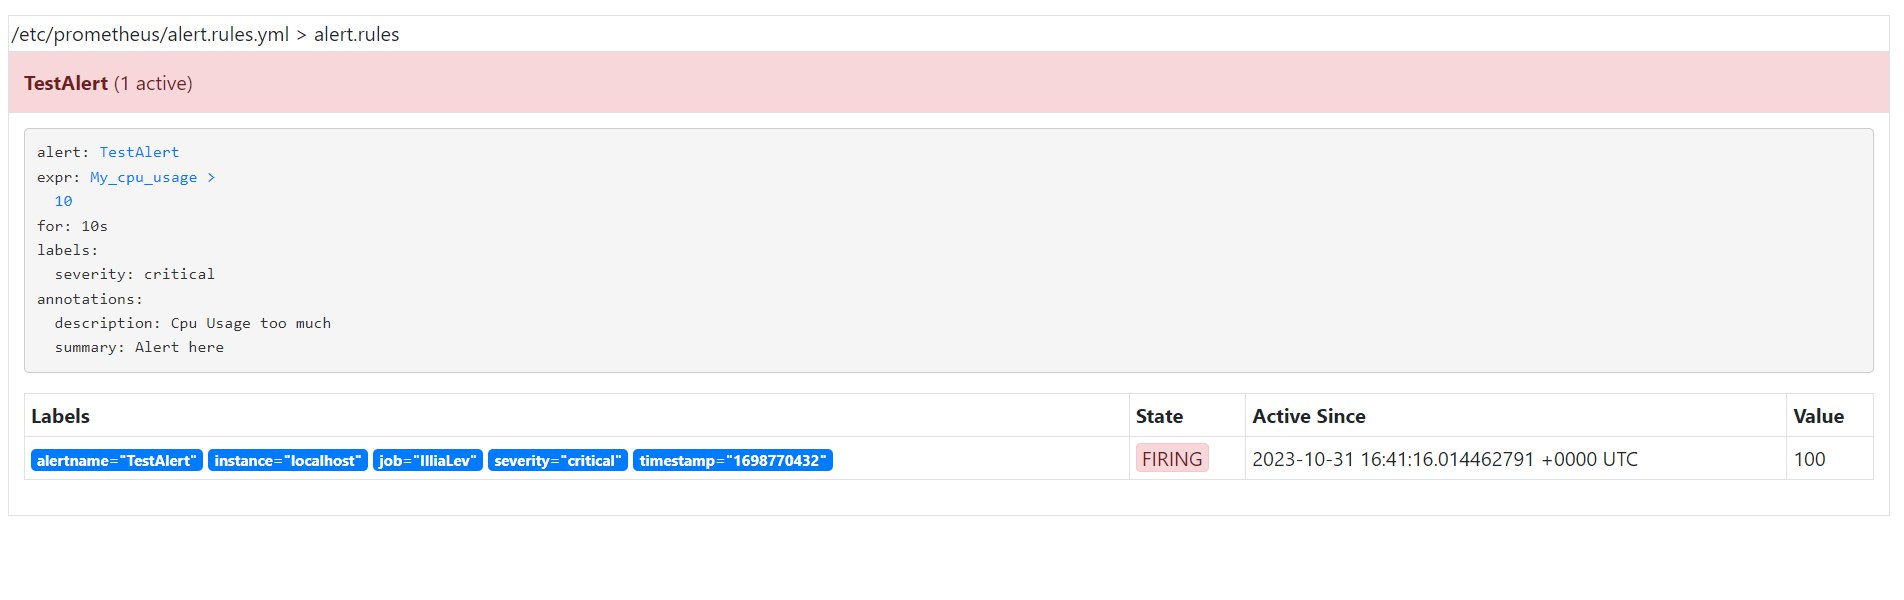 /etc/prometheus/alert.rules.yml > alert.rules
TestAlert (1 active)
alert: TestAlert
expr: My_cpu_usage >
10
for: 10s
labels:
severity: critical
annotations:
description: Cpu Usage too much
summary: Alert here
Labels State Active Since Value
alertname="TestAlert" instance="localhost" job="IlliaLev" severity="critical" timestamp="1698770432" FIRING 2023-10-31 16:41:16.014462791 +0000 UTC 100